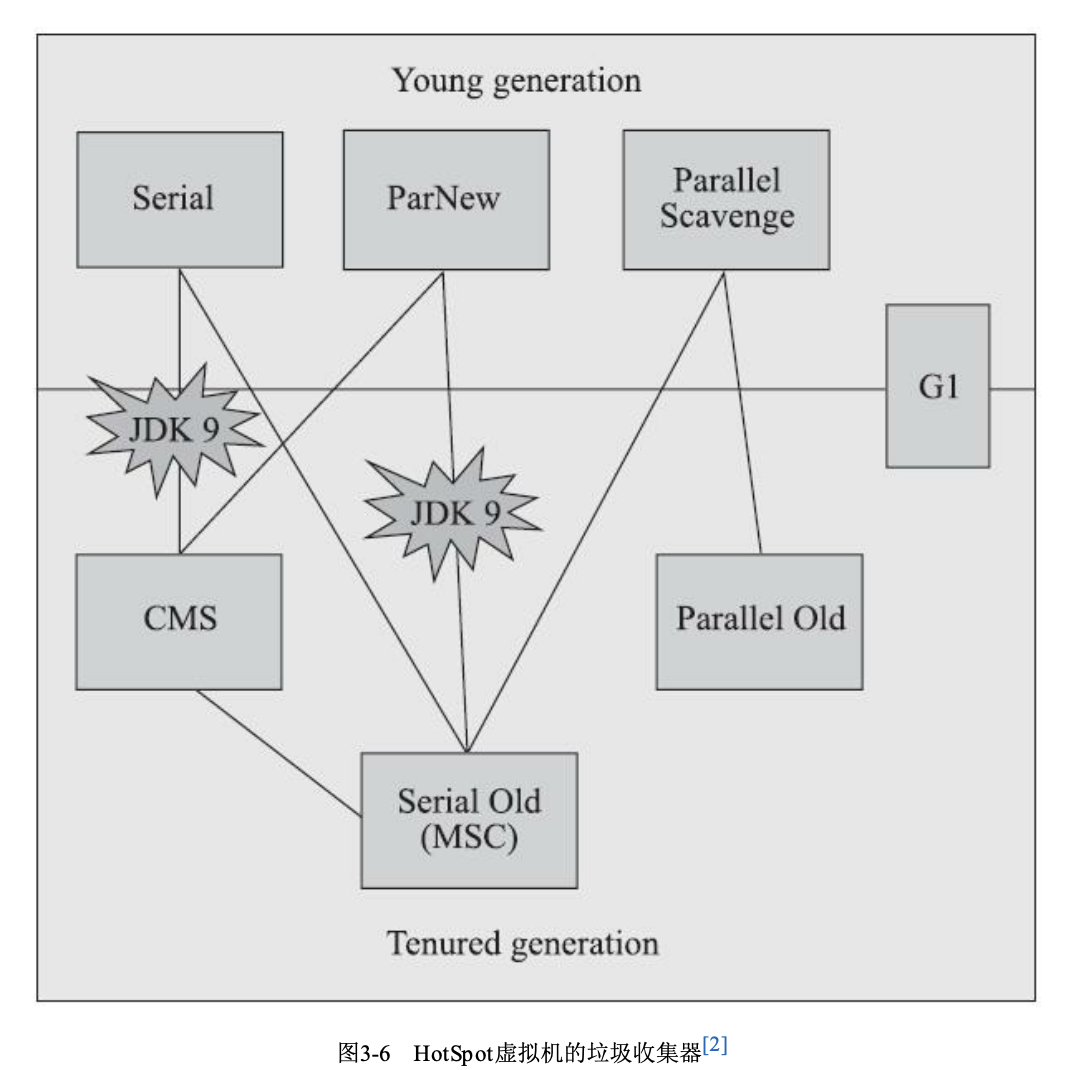 Young generation
Serial
ParNew
Parallel
Scavenge
G1
JDK 9
JDK 9
CMS
Parallel Old
Serial Old
(MSC)
Tenured generation
图3-6 HotSpot虚拟机的垃圾收集器[2]